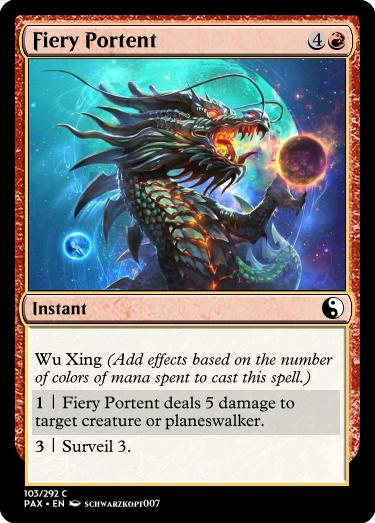 Fiery Portent 4
Instant
Wu Xing (Add effects based on the number
of colors of mana spent to cast this spell.)
1 | Fiery Portent deals 5 damage to
target creature or planeswalker.
3 | Surveil 3.
103/292 C
PAX • EN SCHWARZKOPF007